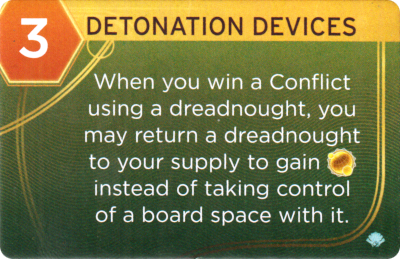 3
DETONATION DEVICES
When you win a Conflict
using a dreadnought, you
may return a dreadnought
to your supply to gain
instead of taking control
of a board space with it.